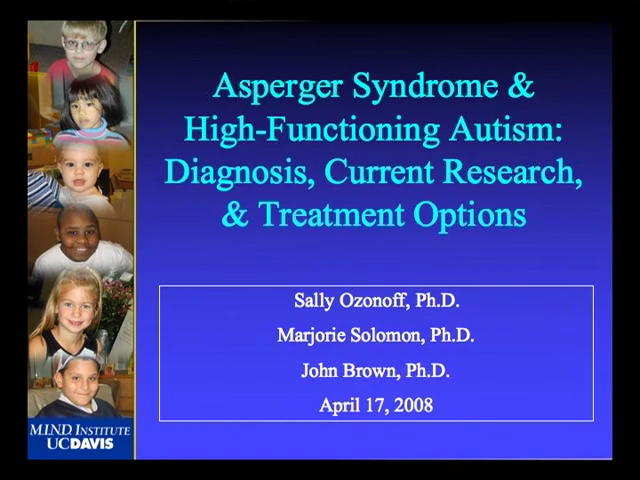 Asperger Syndrome &
High-Functioning Autism:
Diagnosis, Current Research,
& Treatment Options
Sally Ozonoff, Ph.D.
Marjorie Solomon, Ph.D.
John Brown, Ph.D.
April 17, 2008
M.I.N.D. INSTITUTE
UCDAVIS